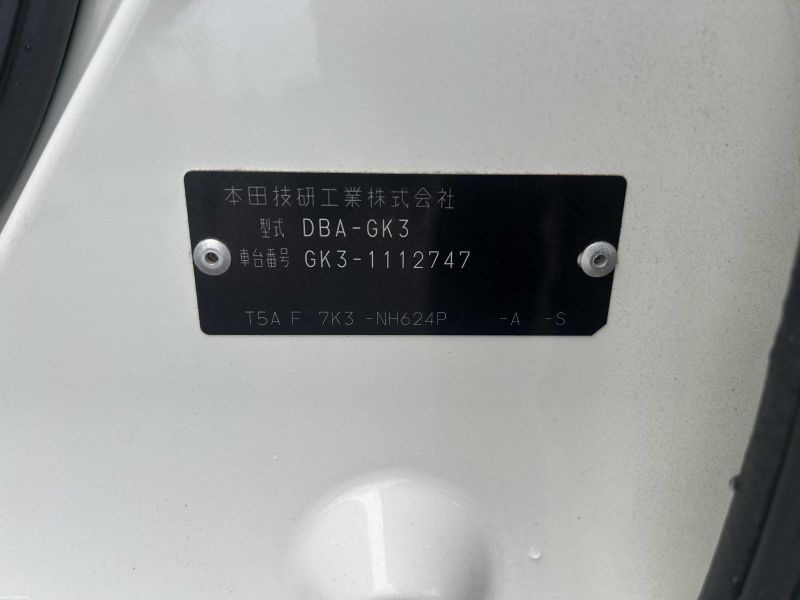 本田技研工業株式会社
型式 DBA-GK3
車台番号 GK3-1112747
T5A F 7K3 -NH624P -A -S